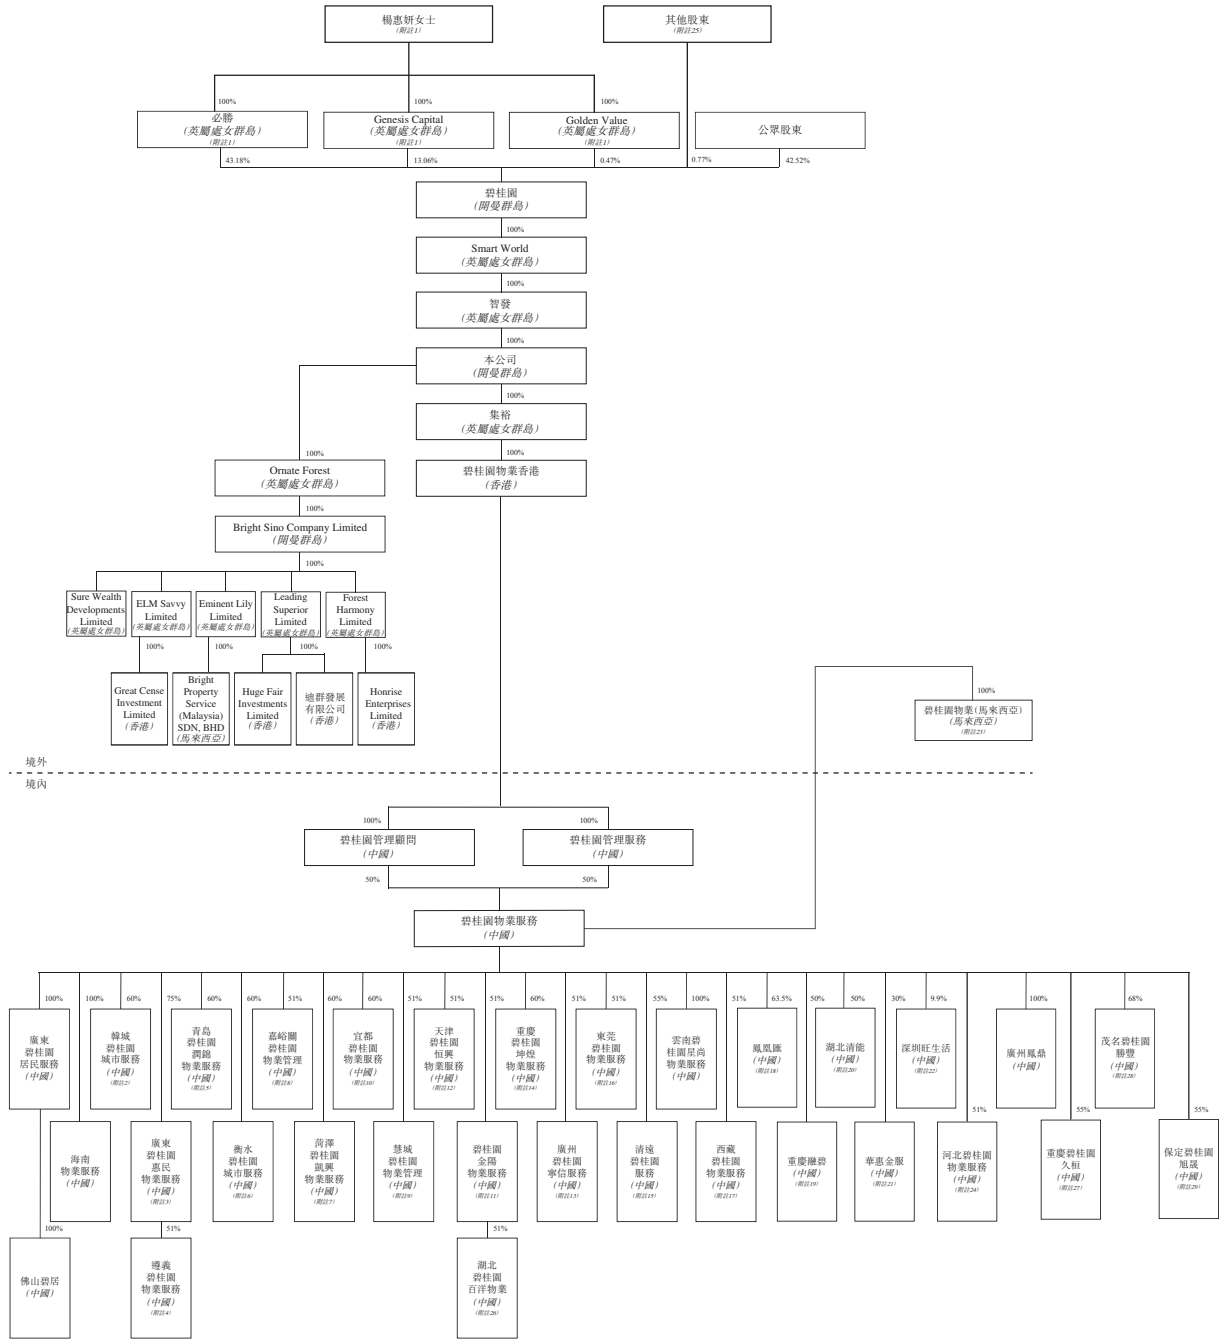 楊惠妍女士
(附註1)
其他股東
(附註25)
100%
100%
100%
必勝
(英屬處女群島)
(附註1)
Genesis Capital
(英屬處女群島)
(附註1)
Golden Value
(英屬處女群島)
(附註1)
公眾股東
43.18%
13.06%
0.47%
0.77%
42.52%
碧桂園
(開曼群島)
100%
Smart World
(英屬處女群島)
100%
智發
(英屬處女群島)
100%
本公司
(開曼群島)
100%
集裕
(英屬處女群島)
100%
100%
Ornate Forest
(英屬處女群島)
碧桂園物業香港
(香港)
100%
Bright Sino Company Limited
(開曼群島)
100%
Sure Wealth
Developments
Limited
(英屬處女群島)
ELM Savvy
Limited
(英屬處女群島)
Eminent Lily
Limited
(英屬處女群島)
Leading
Superior
Limited
(英屬處女群島)
Forest
Harmony
Limited
(英屬處女群島)
100%
100%
100%
100%
Great Cense
Investment
Limited
(香港)
Bright
Property
Service
(Malaysia)
SDN, BHD
(馬來西亞)
Huge Fair
Investments
Limited
(香港)
迪群發展
有限公司
(香港)
Honrise
Enterprises
Limited
(香港)
100%
碧桂園物業(馬來西亞)
(馬來西亞)
(附註23)
境外
境內
100%
100%
碧桂園管理顧問
(中國)
碧桂園管理服務
(中國)
50%
50%
碧桂園物業服務
(中國)
100%
100%
60%
75%
60%
60%
51%
60%
60%
51%
51%
51%
60%
51%
51%
55%
100%
51%
63.5%
50%
50%
30%
9.9%
100%
68%
廣東
碧桂園
居民服務
(中國)
韓城
碧桂園
城市服務
(中國)
(附註2)
青島
碧桂園
潤錦
物業服務
(中國)
(附註5)
嘉峪關
碧桂園
物業管理
(中國)
(附註8)
宜都
碧桂園
物業服務
(中國)
(附註10)
天津
碧桂園
恒興
物業服務
(中國)
(附註12)
重慶
碧桂園
坤煌
物業服務
(中國)
(附註14)
東莞
碧桂園
物業服務
(中國)
(附註16)
雲南碧
桂園星尚
物業服務
(中國)
鳳凰匯
(中國)
(附註18)
湖北清能
(中國)
(附註20)
深圳旺生活
(中國)
(附註22)
廣州鳳鼎
(中國)
茂名碧桂園
勝豐
(中國)
(附註28)
51%
55%
55%
海南
物業服務
(中國)
廣東
碧桂園
惠民
物業服務
(中國)
(附註3)
衡水
碧桂園
城市服務
(中國)
(附註6)
菏澤
碧桂園
凱興
物業服務
(中國)
(附註7)
慧城
碧桂園
物業管理
(中國)
(附註9)
碧桂園
金陽
物業服務
(中國)
(附註11)
廣州
碧桂園
寧信服務
(中國)
(附註13)
清遠
碧桂園
服務
(中國)
(附註15)
西藏
碧桂園
物業服務
(中國)
(附註17)
重慶融碧
(中國)
(附註19)
華惠金服
(中國)
(附註21)
河北碧桂園
物業服務
(中國)
(附註24)
重慶碧桂園
久桓
(中國)
(附註27)
保定碧桂園
旭晟
(中國)
(附註29)
100%
51%
51%
佛山碧居
(中國)
遵義
碧桂園
物業服務
(中國)
(附註4)
湖北
碧桂園
百洋物業
(中國)
(附註26)